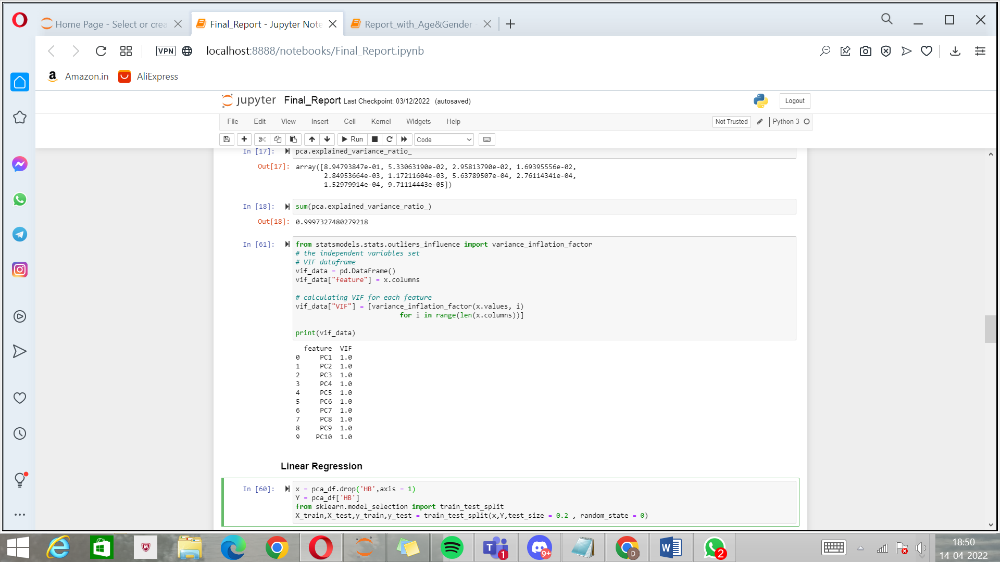 Home Page - Select or crea
Final_Report - Jupyter Note
Report_with_Age&Gender -
VPN
localhost:8888/notebooks/Final_Report.ipynb
a Amazon.in
AliExpress
jupyter Final_Report Last Checkpoint: 03/12/2022 (autosaved)
Logout
File Edit View Insert Cell Kernel Widgets Help
Not Trusted
Python 3
Run
Code
In [17]: pca.explained_variance_ratio_
Out[17]: array([8.94793847e-01, 5.33063190e-02, 2.95813790e-02, 1.69395556e-02,
2.84953664e-03, 1.17211604e-03, 5.63789507e-04, 2.76114341e-04,
1.52979914e-04, 9.71114443e-05])
In [18]: sum(pca.explained_variance_ratio_)
Out[18]: 0.9997327480279218
In [61]: from statsmodels.stats.outliers_influence import variance_inflation_factor
# the independent variables set
# VIF dataframe
vif_data = pd.DataFrame()
vif_data["feature"] = x.columns
# calculating VIF for each feature
vif_data["VIF"] = [variance_inflation_factor(x.values, i)
for i in range(len(x.columns))]
print(vif_data)
feature VIF
0 PC1 1.0
1 PC2 1.0
2 PC3 1.0
3 PC4 1.0
4 PC5 1.0
5 PC6 1.0
6 PC7 1.0
7 PC8 1.0
8 PC9 1.0
9 PC10 1.0
Linear Regression
In [60]: x = pca_df.drop('HB',axis = 1)
Y = pca_df['HB']
from sklearn.model_selection import train_test_split
X_train,X_test,y_train,y_test = train_test_split(x,Y,test_size = 0.2 , random_state = 0)
T 1
9+
D
W
2
18:50
14-04-2022